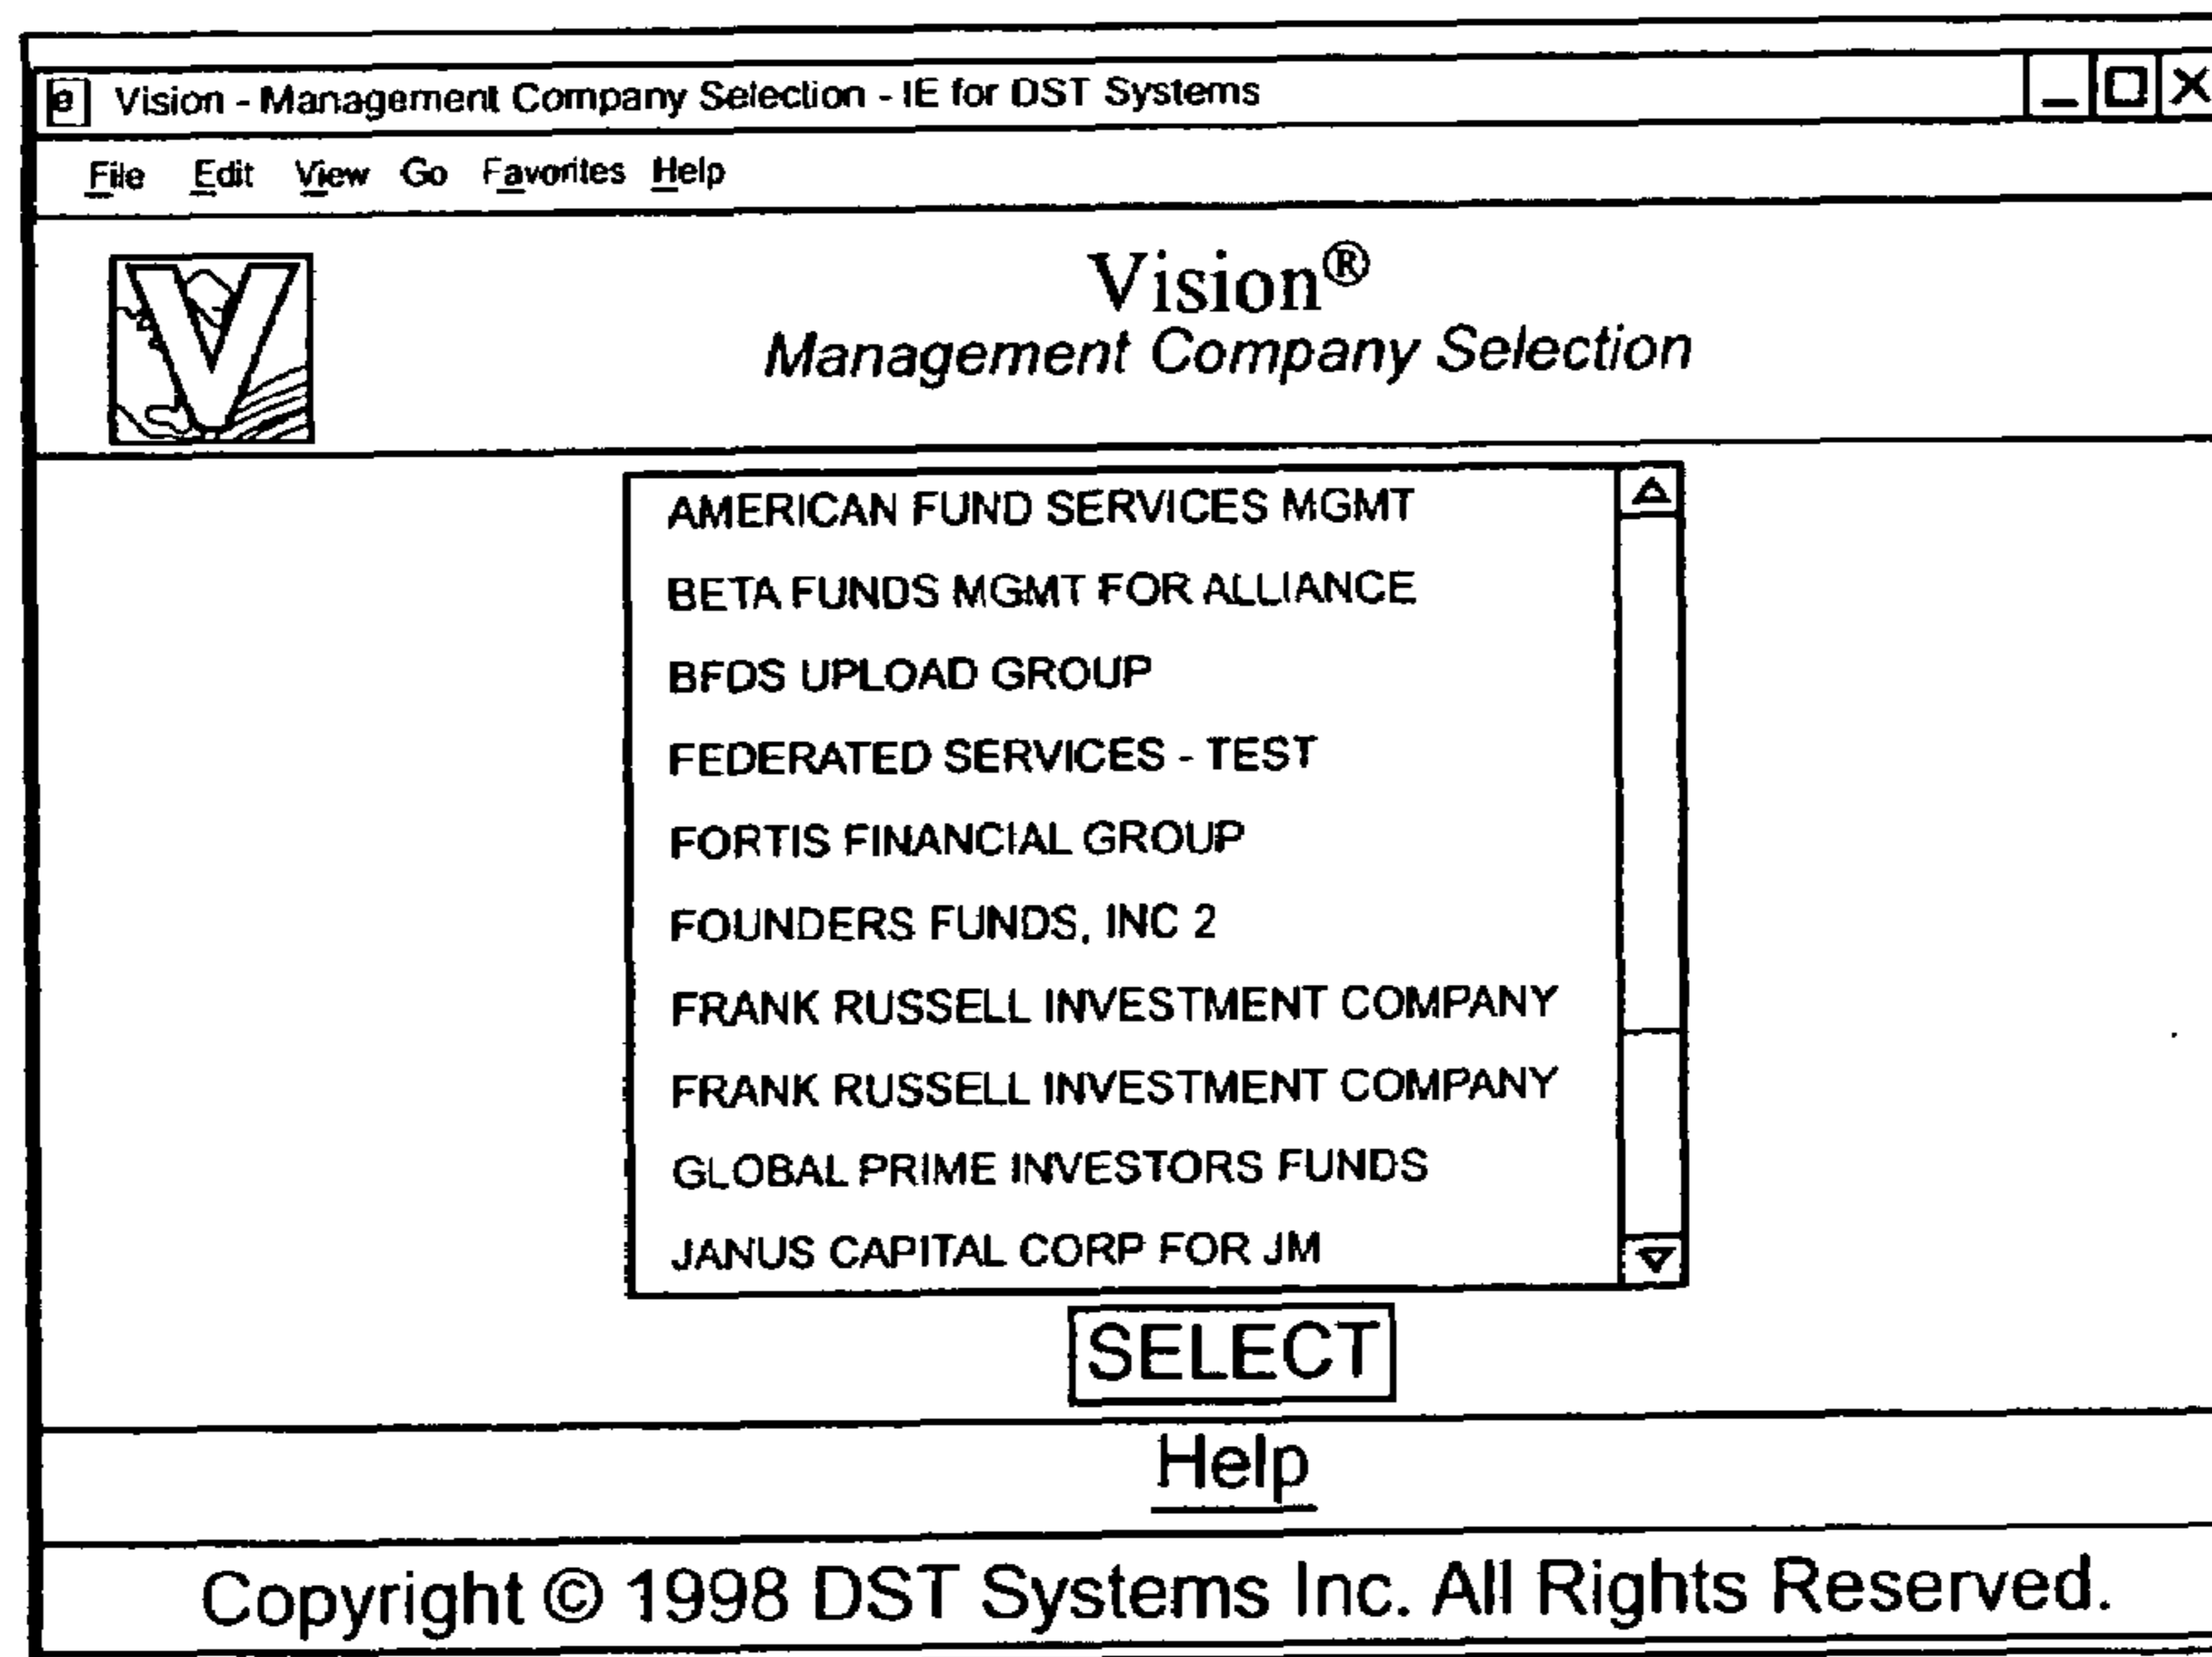 Vision - Management Company Selection - IE for DST Systems
File Edit View Go Favorites Help
Vision®
Management Company Selection
AMERICAN FUND SERVICES MGMT
BETA FUNDS MGMT FOR ALLIANCE
BFDS UPLOAD GROUP
FEDERATED SERVICES - TEST
FORTIS FINANCIAL GROUP
FOUNDERS FUNDS, INC 2
FRANK RUSSELL INVESTMENT COMPANY
FRANK RUSSELL INVESTMENT COMPANY
GLOBAL PRIME INVESTORS FUNDS
JANUS CAPITAL CORP FOR JM
SELECT
Help
Copyright © 1998 DST Systems Inc. All Rights Reserved.